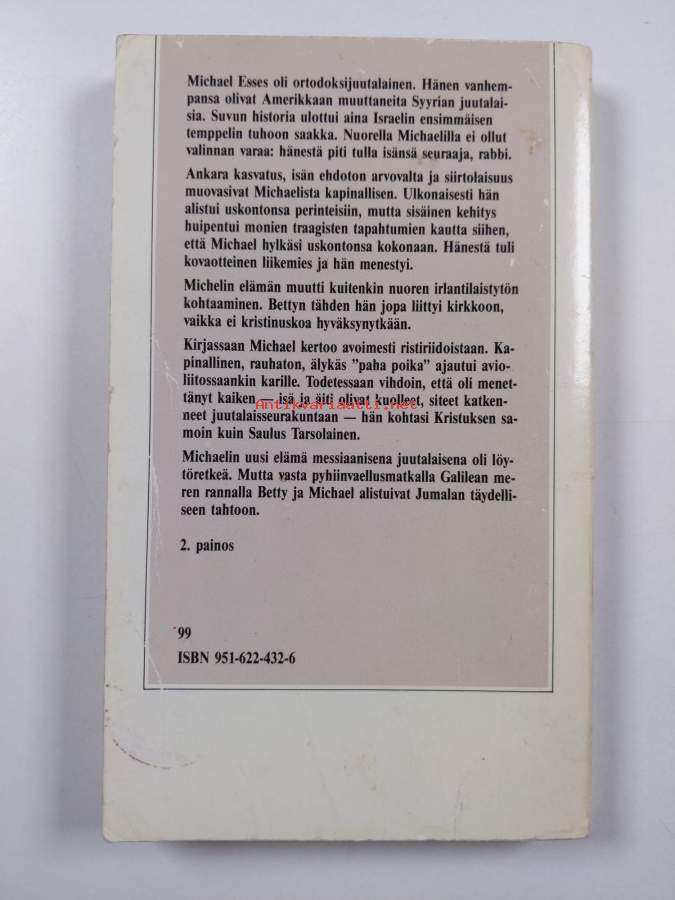 Michael Esses oli ortodoksijuutalainen. Hänen vanhem-
pansa olivat Amerikkaan muuttaneita Syyrian juutalai-
sia. Suvun historia ulottui aina Israelin ensimmäisen
temppelin tuhoon saakka. Nuorella Michaelilla ei ollut
valinnan varaa: hänestä piti tulla isänsä seuraaja, rabbi.
Ankara kasvatus, isän ehdoton arvovalta ja siirtolaisuus
muovasivat Michaelista kapinallisen. Ulkonaisesti hän
alistui uskontonsa perinteisiin, mutta sisäinen kehitys
huipentui monien traagisten tapahtumien kautta siihen,
että Michael hylkäsi uskontonsa kokonaan. Hänestä tuli
kovaotteinen liikemies ja hän menestyi.
Michelin elämän muutti kuitenkin nuoren irlantilaistytön
kohtaaminen. Bettyn tähden hän jopa liittyi kirkkoon,
vaikka ei kristinuskoa hyväksynytkään.
Kirjassaan Michael kertoo avoimesti ristiriidoistaan. Ka-
pinallinen, rauhaton, älykäs "paha poika" ajautui avio-
liitossaankin karille. Todetessaan vihdoin, että oli menet-
tänyt kaiken — isä ja äiti olivat kuolleet, siteet katken-
Antikvariaatti.net
neet juutalaisseurakuntaan — hän kohtasi Kristuksen sa-
moin kuin Saulus Tarsolainen.
Michaelin uusi elämä messiaanisena juutalaisena oli löy-
töretkeä. Mutta vasta pyhiinvaellusmatkalla Galilean me-
ren rannalla Betty ja Michael alistuivat Jumalan täydelli-
seen tahtoon.
2. painos
99
ISBN 951-622-432-6